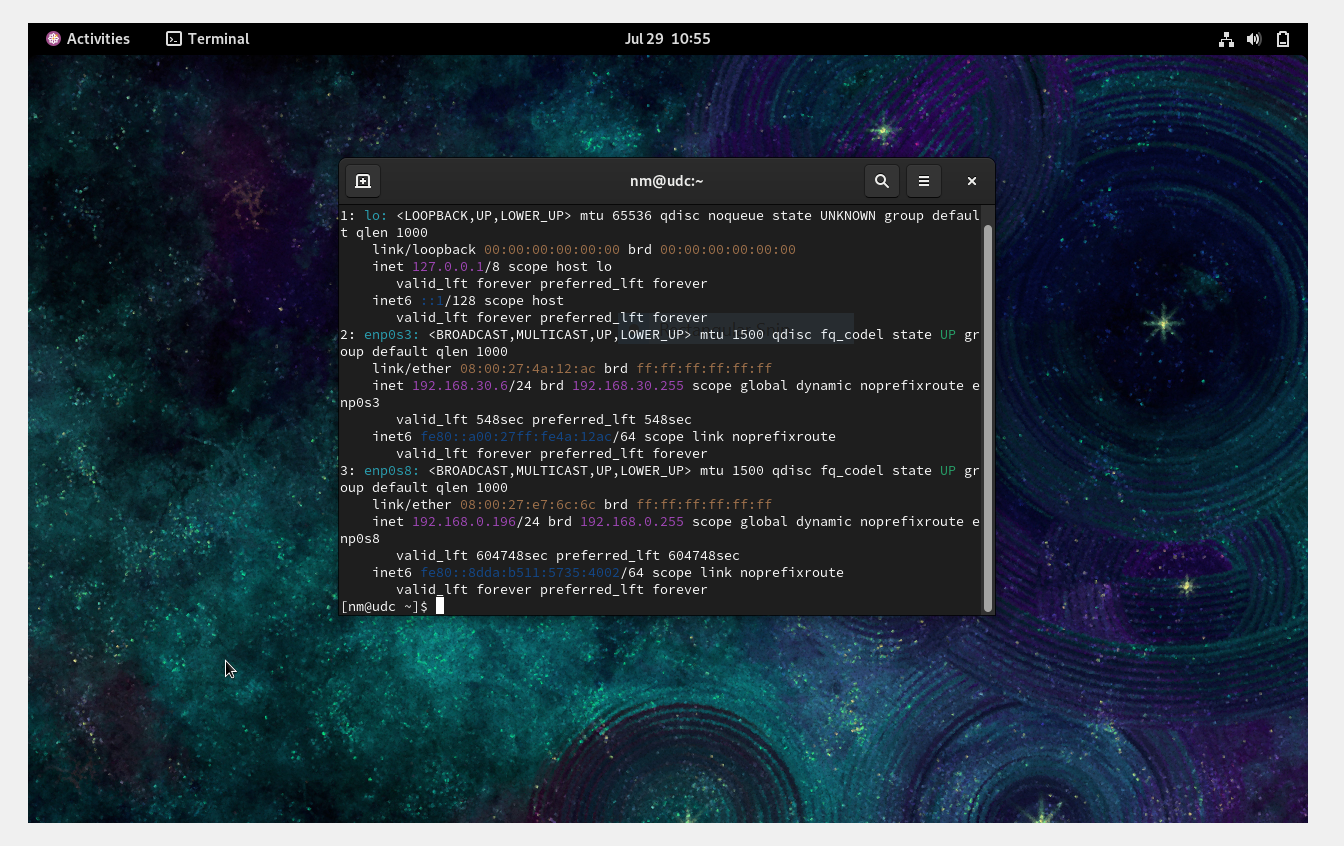 Activities Terminal Jul 29 10:55
nm@udc:~
1: lo: <LOOPBACK,UP,LOWER_UP> mtu 65536 qdisc noqueue state UNKNOWN group defaul
t qlen 1000
    link/loopback 00:00:00:00:00:00 brd 00:00:00:00:00:00
    inet 127.0.0.1/8 scope host lo
       valid_lft forever preferred_lft forever
    inet6 ::1/128 scope host
       valid_lft forever preferred_lft forever
2: enp0s3: <BROADCAST,MULTICAST,UP,LOWER_UP> mtu 1500 qdisc fq_codel state UP gr
oup default qlen 1000
    link/ether 08:00:27:4a:12:ac brd ff:ff:ff:ff:ff:ff
    inet 192.168.30.6/24 brd 192.168.30.255 scope global dynamic noprefixroute e
np0s3
       valid_lft 548sec preferred_lft 548sec
    inet6 fe80::a00:27ff:fe4a:12ac/64 scope link noprefixroute
       valid_lft forever preferred_lft forever
3: enp0s8: <BROADCAST,MULTICAST,UP,LOWER_UP> mtu 1500 qdisc fq_codel state UP gr
oup default qlen 1000
    link/ether 08:00:27:e7:6c:6c brd ff:ff:ff:ff:ff:ff
    inet 192.168.0.196/24 brd 192.168.0.255 scope global dynamic noprefixroute e
np0s8
       valid_lft 604748sec preferred_lft 604748sec
    inet6 fe80::8dda:b511:5735:4002/64 scope link noprefixroute
       valid_lft forever preferred_lft forever
[nm@udc ~]$